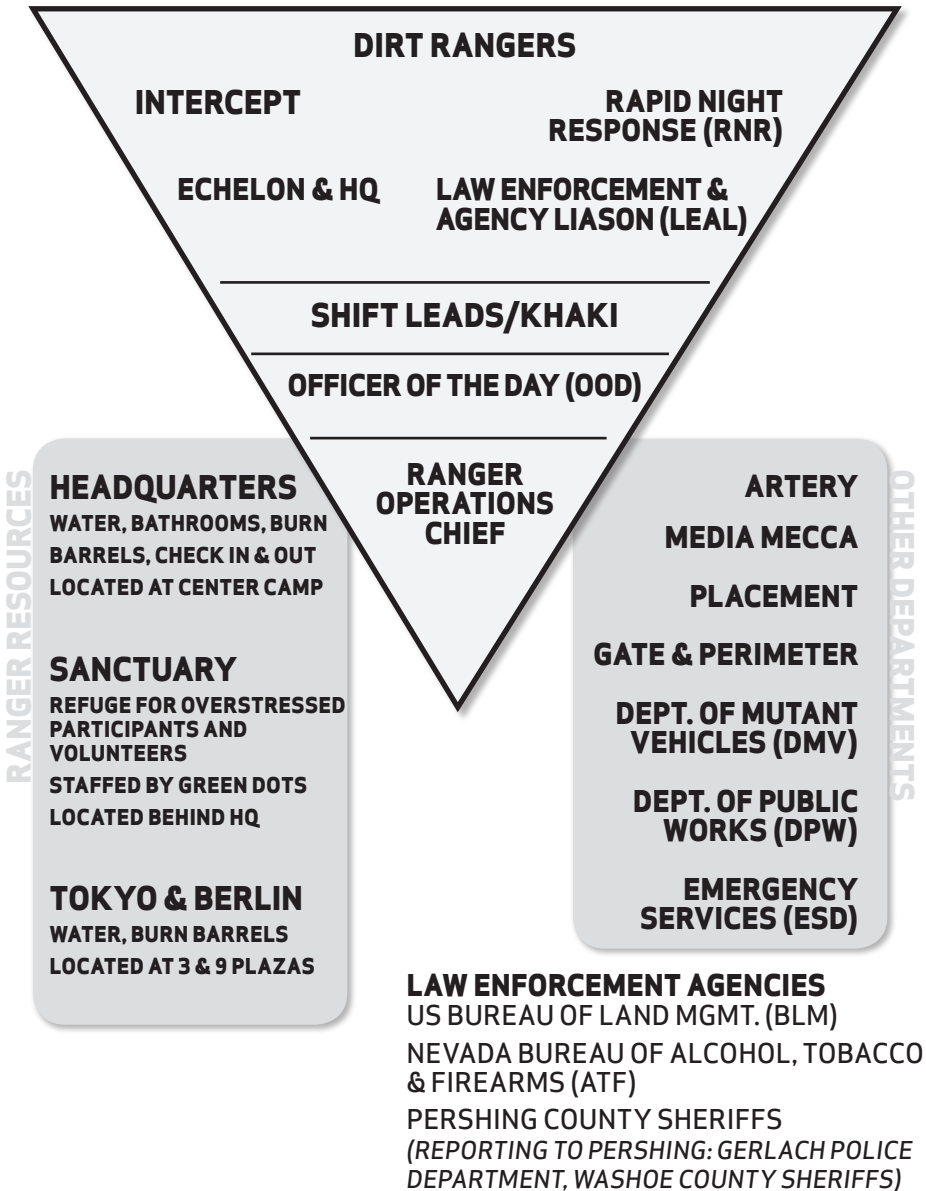 DIRT RANGERS
INTERCEPT
RAPID NIGHT
RESPONSE (RNR)
ECHELON & HQ
LAW ENFORCEMENT &
AGENCY LIASON (LEAL)
SHIFT LEADS/KHAKI
OFFICER OF THE DAY (OOD)
RANGER
OPERATIONS
CHIEF
RANGER RESOURCES
HEADQUARTERS
WATER, BATHROOMS, BURN
BARRELS, CHECK IN & OUT
LOCATED AT CENTER CAMP
SANCTUARY
REFUGE FOR OVERSTRESSED
PARTICIPANTS AND
VOLUNTEERS
STAFFED BY GREEN DOTS
LOCATED BEHIND HQ
TOKYO & BERLIN
WATER, BURN BARRELS
LOCATED AT 3 & 9 PLAZAS
OTHER DEPARTMENTS
ARTERY
MEDIA MECCA
PLACEMENT
GATE & PERIMETER
DEPT. OF MUTANT
VEHICLES (DMV)
DEPT. OF PUBLIC
WORKS (DPW)
EMERGENCY
SERVICES (ESD)
LAW ENFORCEMENT AGENCIES
US BUREAU OF LAND MGMT. (BLM)
NEVADA BUREAU OF ALCOHOL, TOBACCO
& FIREARMS (ATF)
PERSHING COUNTY SHERIFFS
(REPORTING TO PERSHING: GERLACH POLICE
DEPARTMENT, WASHOE COUNTY SHERIFFS)